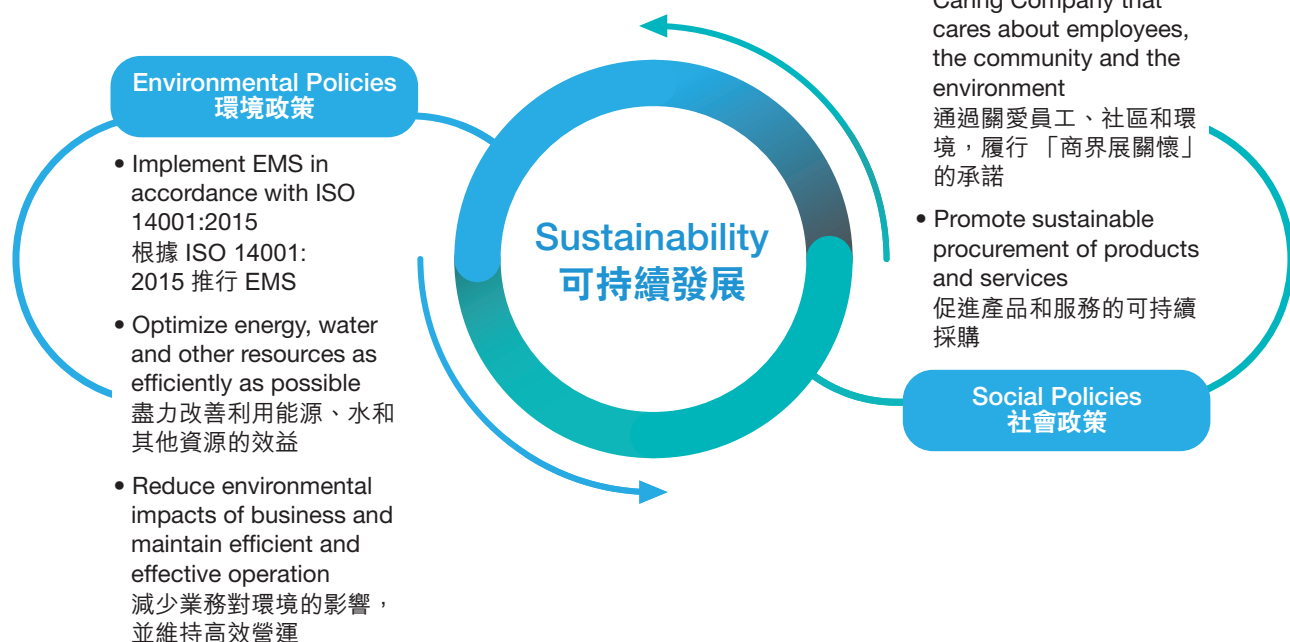 Environmental Policies
環境政策
• Implement EMS in
accordance with ISO
14001:2015
根據 ISO 14001:
2015 推行 EMS
• Optimize energy, water
and other resources as
efficiently as possible
盡力改善利用能源、水和
其他資源的效益
• Reduce environmental
impacts of business and
maintain efficient and
effective operation
減少業務對環境的影響，
並維持高效營運
Sustainability
可持續發展
Caring Company that
cares about employees,
the community and the
environment
通過關愛員工、社區和環
境，履行 「商界展關懷」
的承諾
• Promote sustainable
procurement of products
and services
促進產品和服務的可持續
採購
Social Policies
社會政策